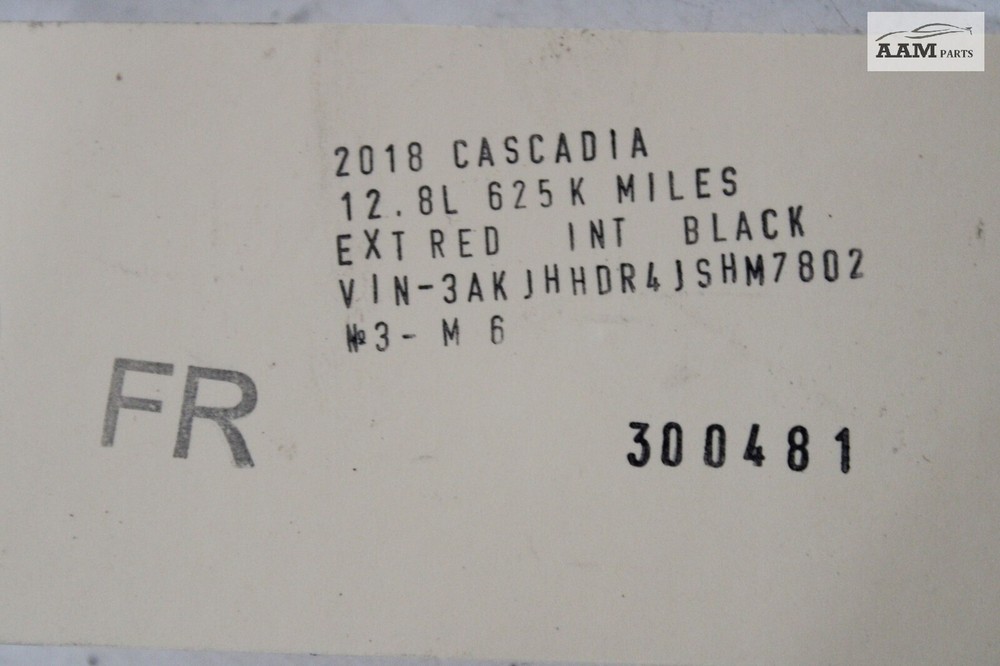 AAM PARTS
2018 CASCADIA
12.8L 625K MILES
EXT RED INT BLACK
VIN-3AKJHHDR4JSHM7802
№3- M 6
FR
300481